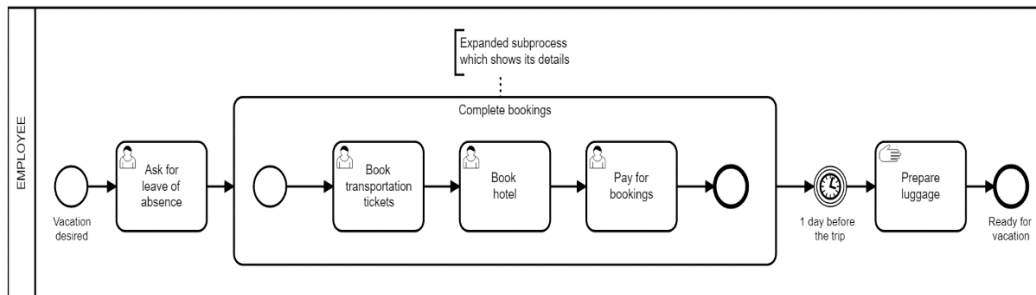 EMPLOYEE
Expanded subprocess
which shows its details
Complete bookings
Vacation
desired
Ask for
leave of
absence
Book
transportation
tickets
Book
hotel
Pay for
bookings
1 day before
the trip
Prepare
luggage
Ready for
vacation